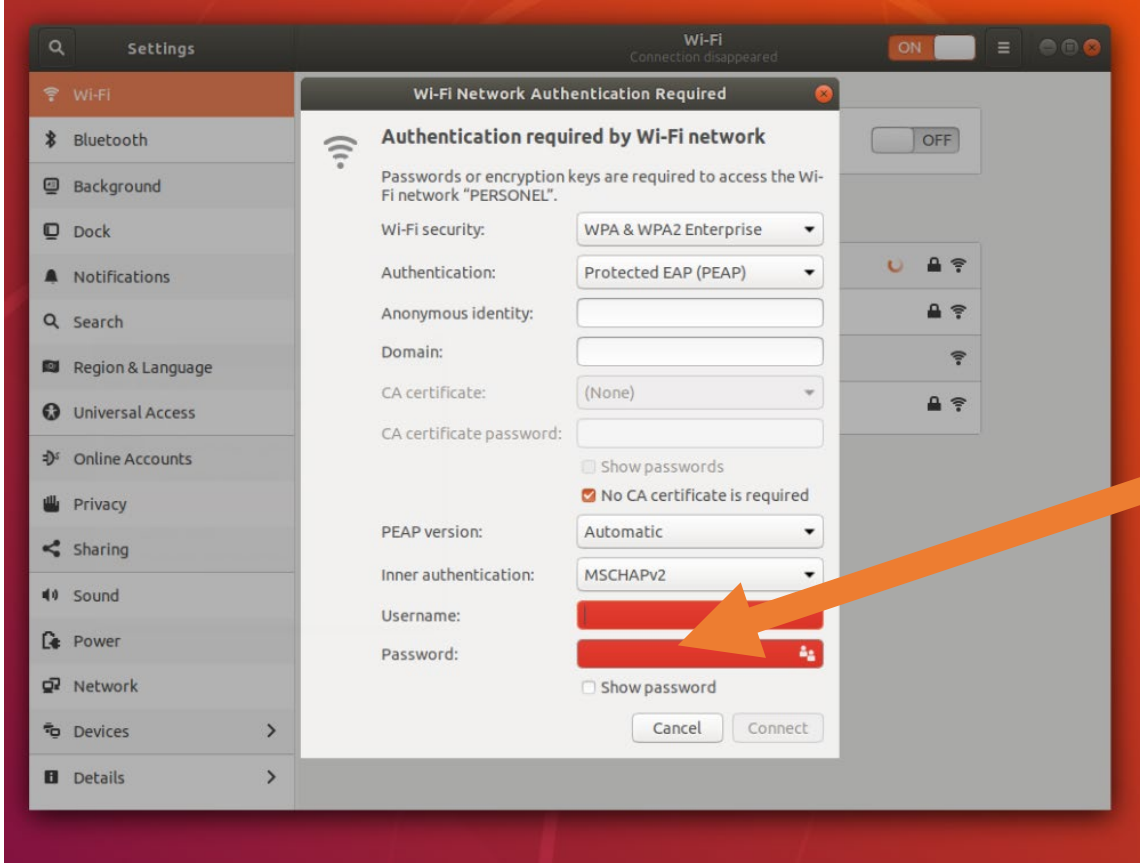 Settings
Wi-Fi
Connection disappeared
ON
Wi-Fi
Bluetooth
Background
Dock
Notifications
Search
Region & Language
Universal Access
Online Accounts
Privacy
Sharing
Sound
Power
Network
Devices
Details
OFF
Wi-Fi Network Authentication Required
Authentication required by Wi-Fi network
Passwords or encryption keys are required to access the Wi-
Fi network “PERSONEL”.
Wi-Fi security: WPA & WPA2 Enterprise
Authentication: Protected EAP (PEAP)
Anonymous identity:
Domain:
CA certificate: (None)
CA certificate password:
Show passwords
No CA certificate is required
PEAP version: Automatic
Inner authentication: MSCHAPv2
Username:
Password:
Show password
Cancel Connect